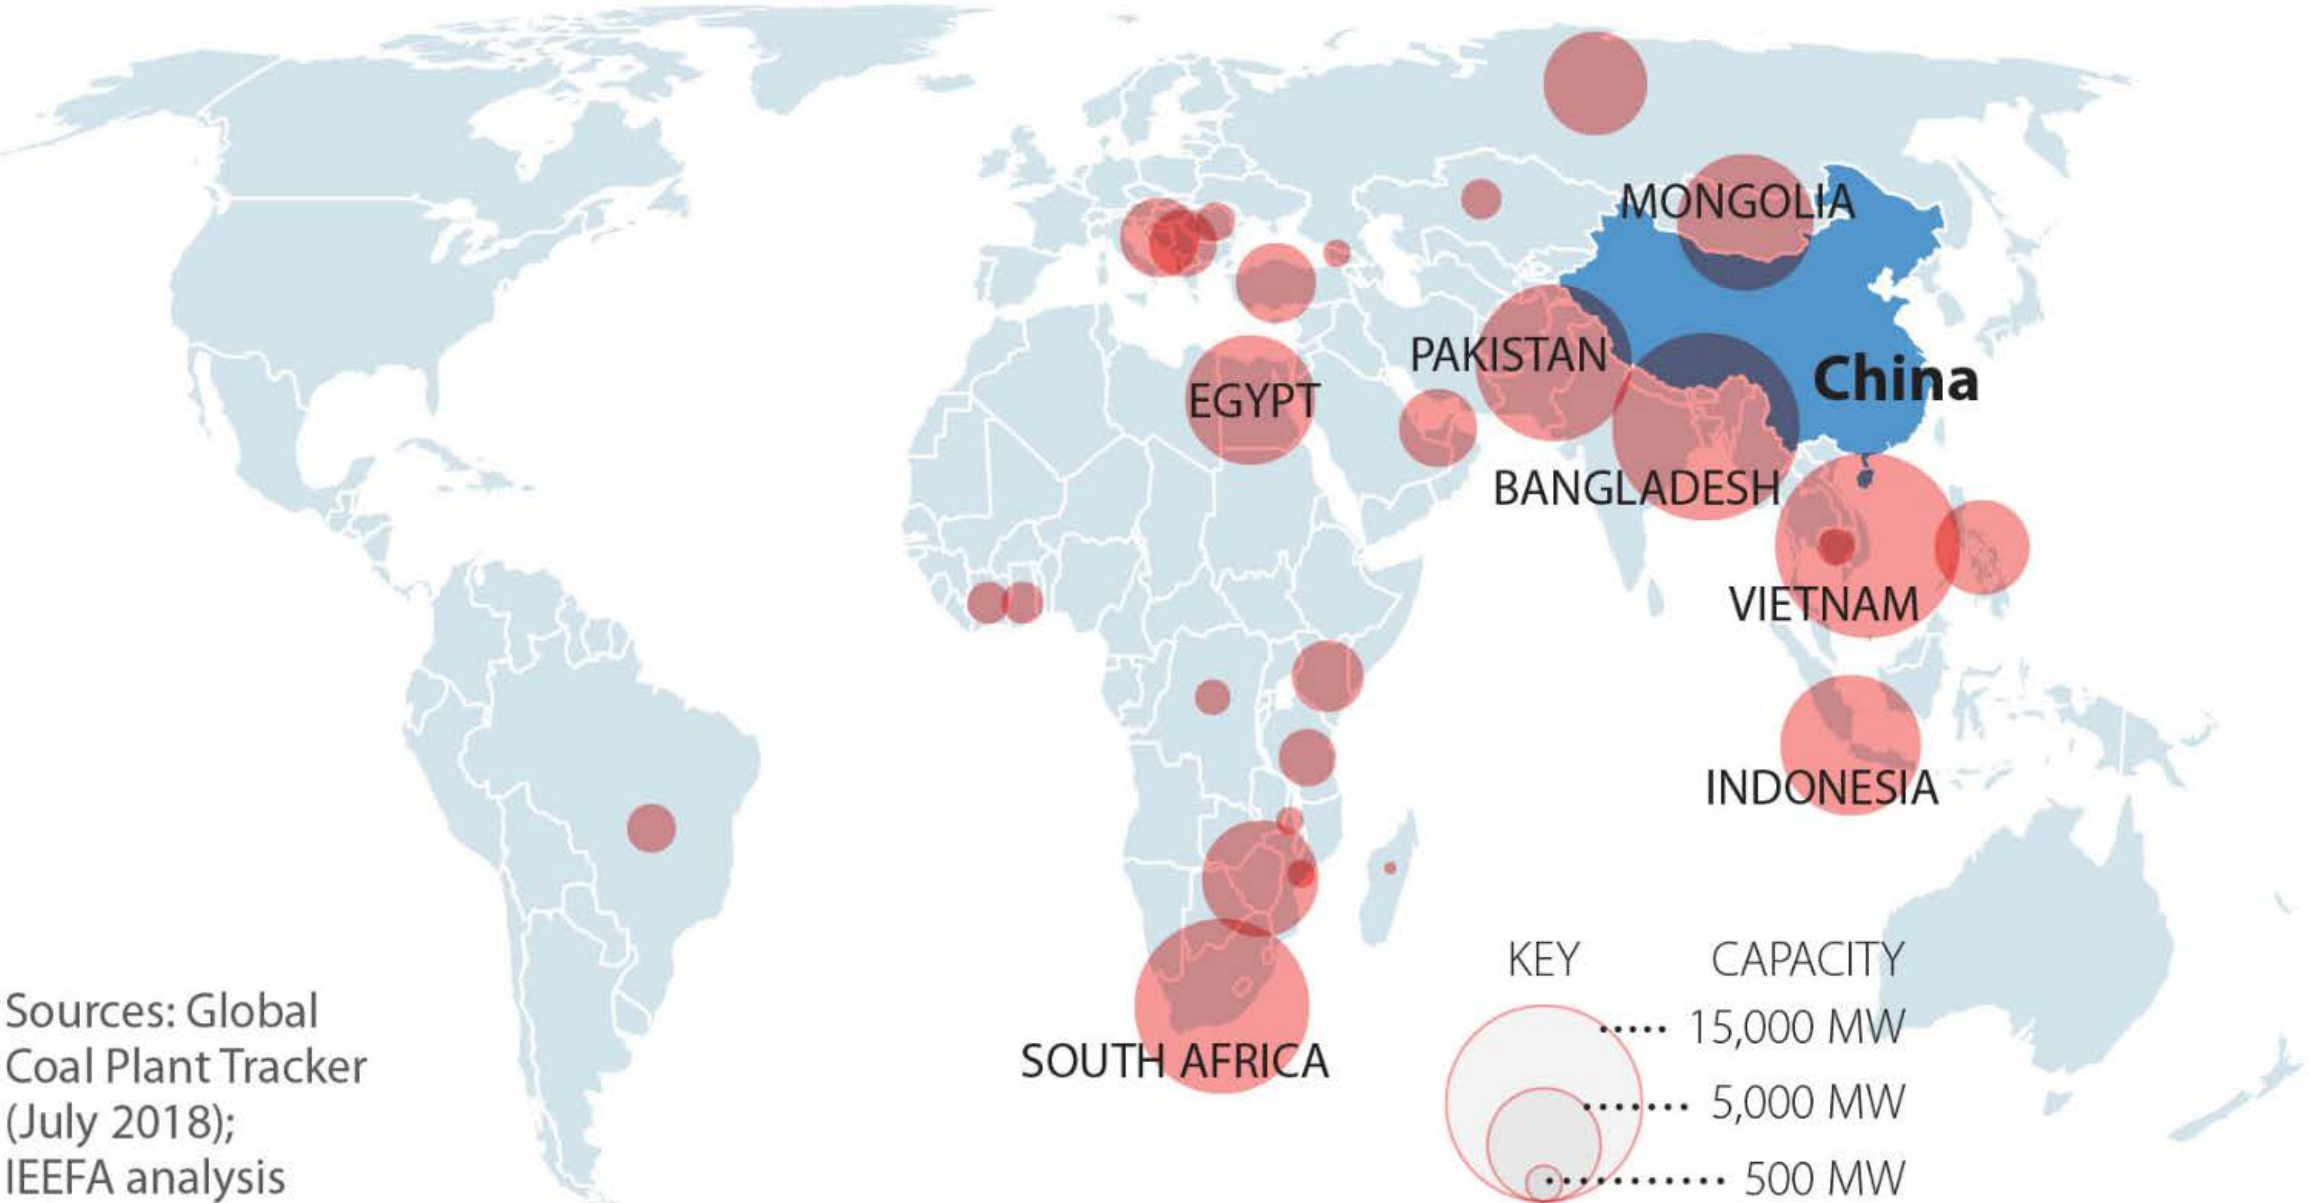 MONGOLIA
PAKISTAN
China
EGYPT
BANGLADESH
VIETNAM
INDONESIA
SOUTH AFRICA
KEY CAPACITY
15,000 MW
5,000 MW
500 MW
Sources: Global
Coal Plant Tracker
(July 2018);
IEEFA analysis